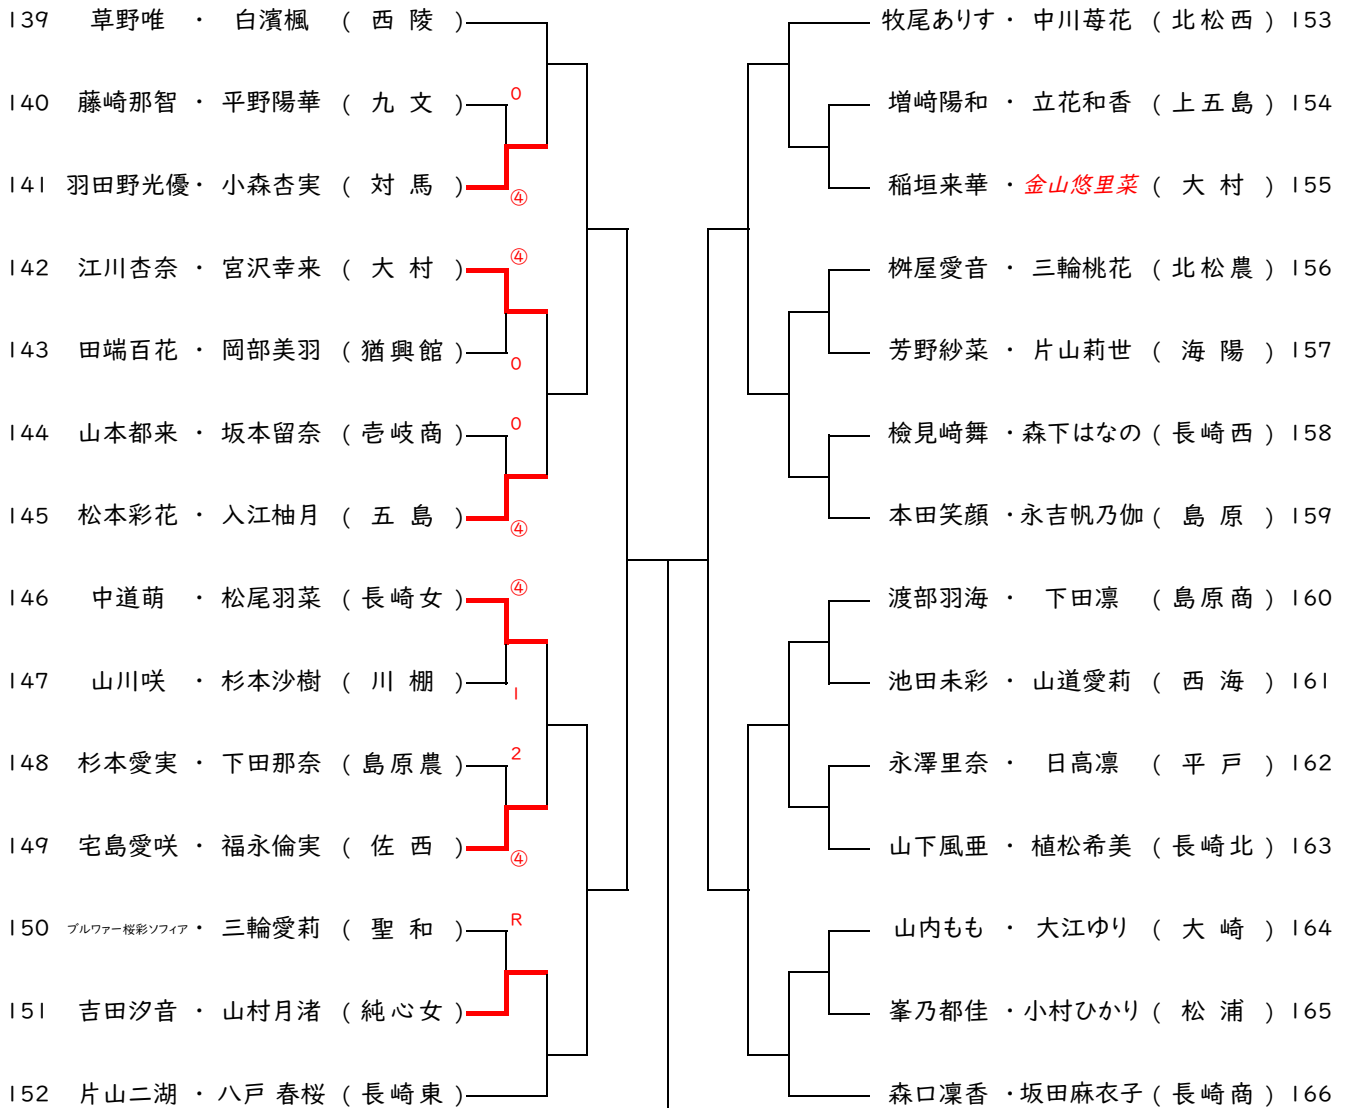 139 草野唯 ・ 白濱楓 ( 西 陵 )
140 藤崎那智 ・ 平野陽華 ( 九 文 ) 0
141 羽田野光優・ 小森杏実 ( 対 馬 ) ④
142 江川杏奈 ・ 宮沢幸来 ( 大 村 ) ④
143 田端百花 ・ 岡部美羽 ( 猶興館 ) 0
144 山本都来 ・ 坂本留奈 ( 壱岐商 ) 0
145 松本彩花 ・ 入江柚月 ( 五 島 ) ④
146 中道萌 ・ 松尾羽菜 ( 長崎女 ) ④
147 山川咲 ・ 杉本沙樹 ( 川 棚 ) 1
148 杉本愛実 ・ 下田那奈 ( 島原農 ) 2
149 宅島愛咲 ・ 福永倫実 ( 佐 西 ) ④
150 ブルワァー桜彩ソフィア・ 三輪愛莉 ( 聖 和 ) R
151 吉田汐音 ・ 山村月渚 ( 純心女 )
152 片山二湖 ・ 八戸 春桜 ( 長崎東 )
牧尾ありす ・ 中川苺花 ( 北松西 ) 153
増﨑陽和 ・ 立花和香 ( 上五島 ) 154
稲垣来華 ・ 金山悠里菜 ( 大 村 ) 155
桝屋愛音 ・ 三輪桃花 ( 北松農 ) 156
芳野紗菜 ・ 片山莉世 ( 海 陽 ) 157
檢見﨑舞 ・ 森下はなの ( 長崎西 ) 158
本田笑顔 ・ 永吉帆乃伽 ( 島 原 ) 159
渡部羽海 ・ 下田凛 ( 島原商 ) 160
池田未彩 ・ 山道愛莉 ( 西 海 ) 161
永澤里奈 ・ 日高凛 ( 平 戸 ) 162
山下風亜 ・ 植松希美 ( 長崎北 ) 163
山内もも ・ 大江ゆり ( 大 崎 ) 164
峯乃都佳 ・ 小村ひかり ( 松 浦 ) 165
森口凜香 ・ 坂田麻衣子 ( 長崎商 ) 166